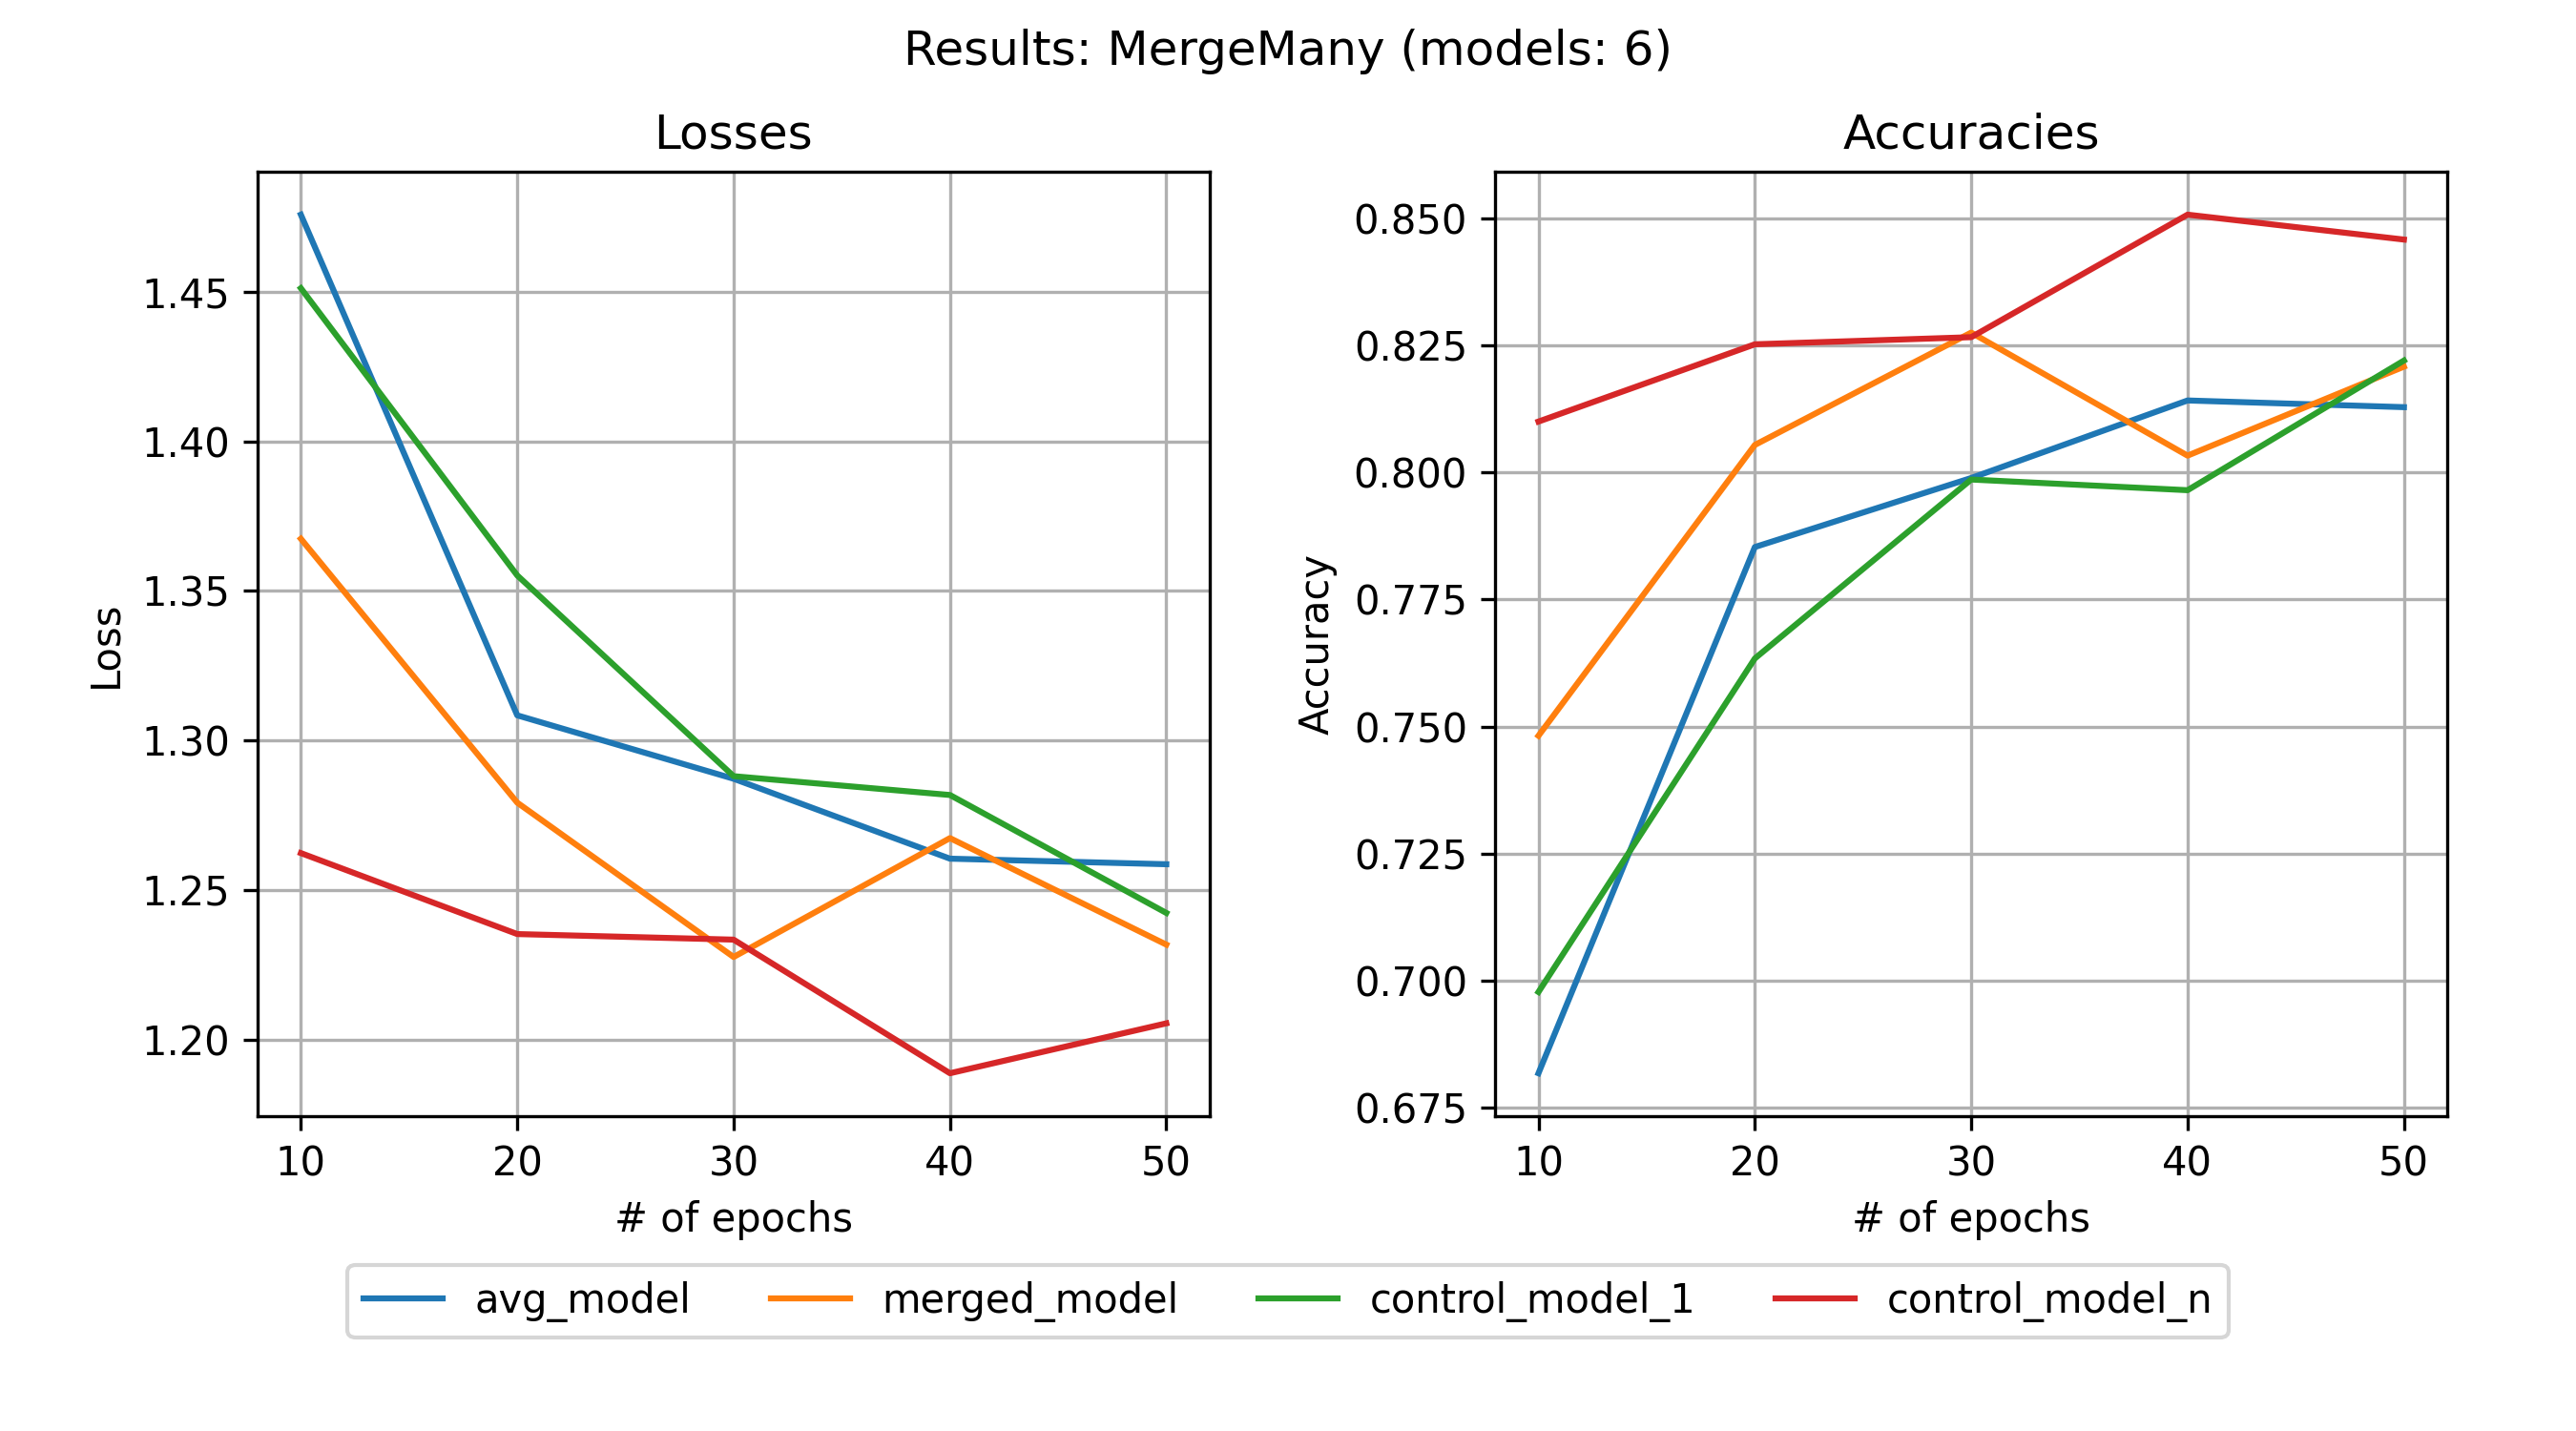 Results: MergeMany (models: 6)
Losses
1.45
1.40
1.35
1.30
1.25
1.20
Loss
10 20 30 40 50
# of epochs
Accuracies
0.850
0.825
0.800
0.775
0.750
0.725
0.700
0.675
Accuracy
10 20 30 40 50
# of epochs
avg_model merged_model control_model_1 control_model_n